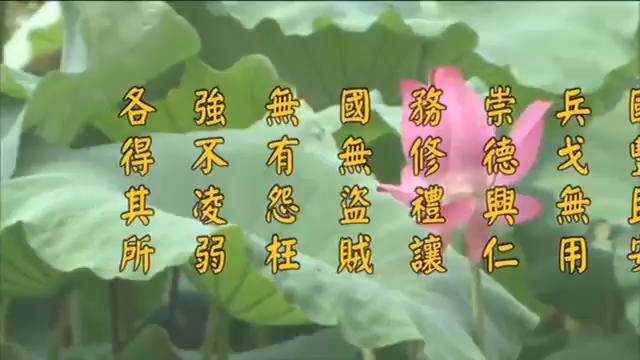 兵戈無用
崇德興仁
務修禮讓
國無盜賊
無有怨枉
強不凌弱
各得其所